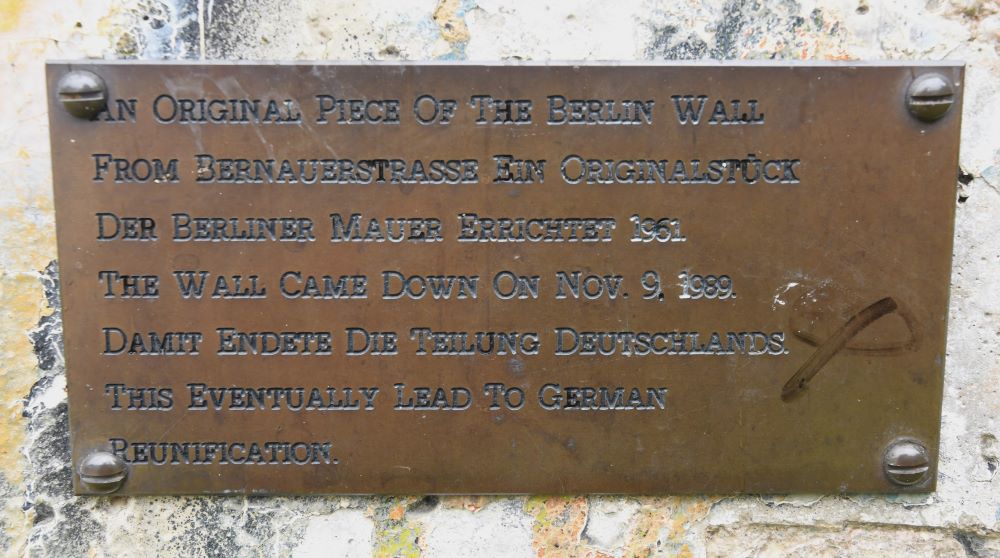 An Original Piece Of The Berlin Wall
From Bernauerstrasse Ein Originalstück
Der Berliner Mauer Errichtet 1961.
The Wall Came Down On Nov. 9, 1989.
Damit Endete Die Teilung Deutschlands.
This Eventually Lead To German
Reunification.